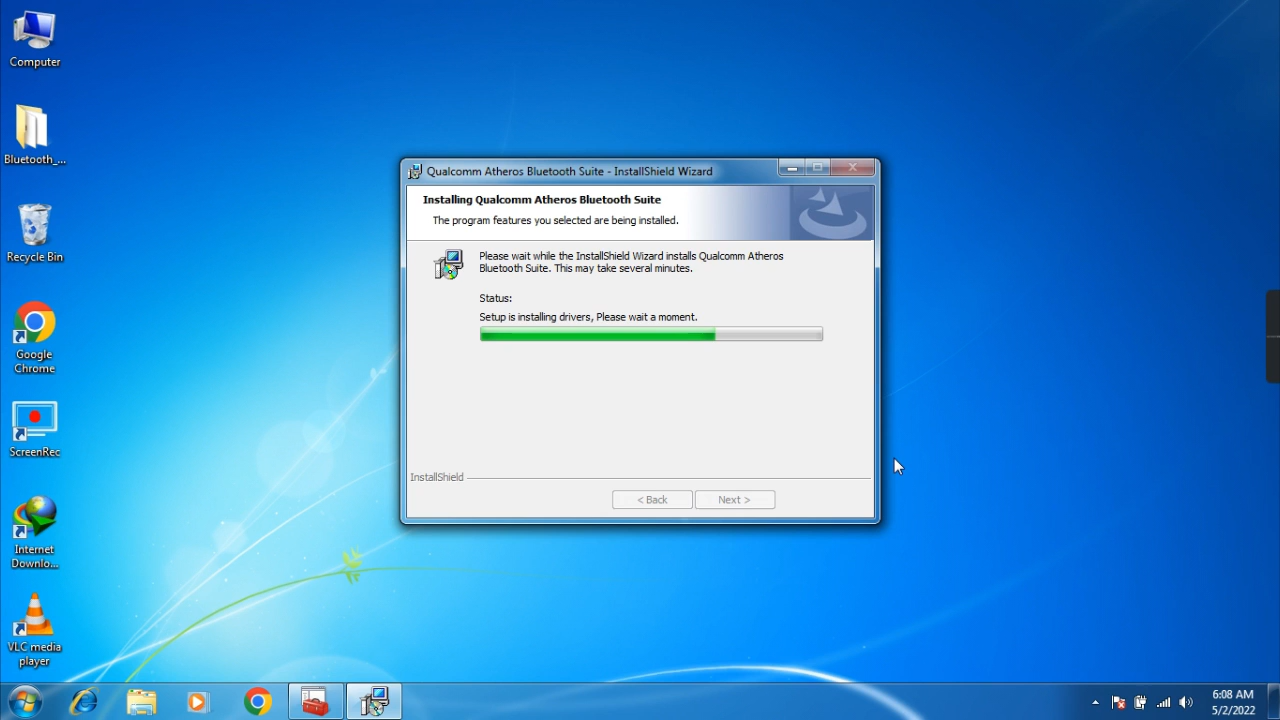 Computer
Bluetooth_...
Recycle Bin
Google
Chrome
ScreenRec
Internet
Downlo...
VLC media
player
Qualcomm Atheros Bluetooth Suite - InstallShield Wizard
Installing Qualcomm Atheros Bluetooth Suite
The program features you selected are being installed.
Please wait while the InstallShield Wizard installs Qualcomm Atheros
Bluetooth Suite. This may take several minutes.
Status:
Setup is installing drivers, Please wait a moment.
InstallShield
< Back
Next >
6:08 AM
5/2/2022